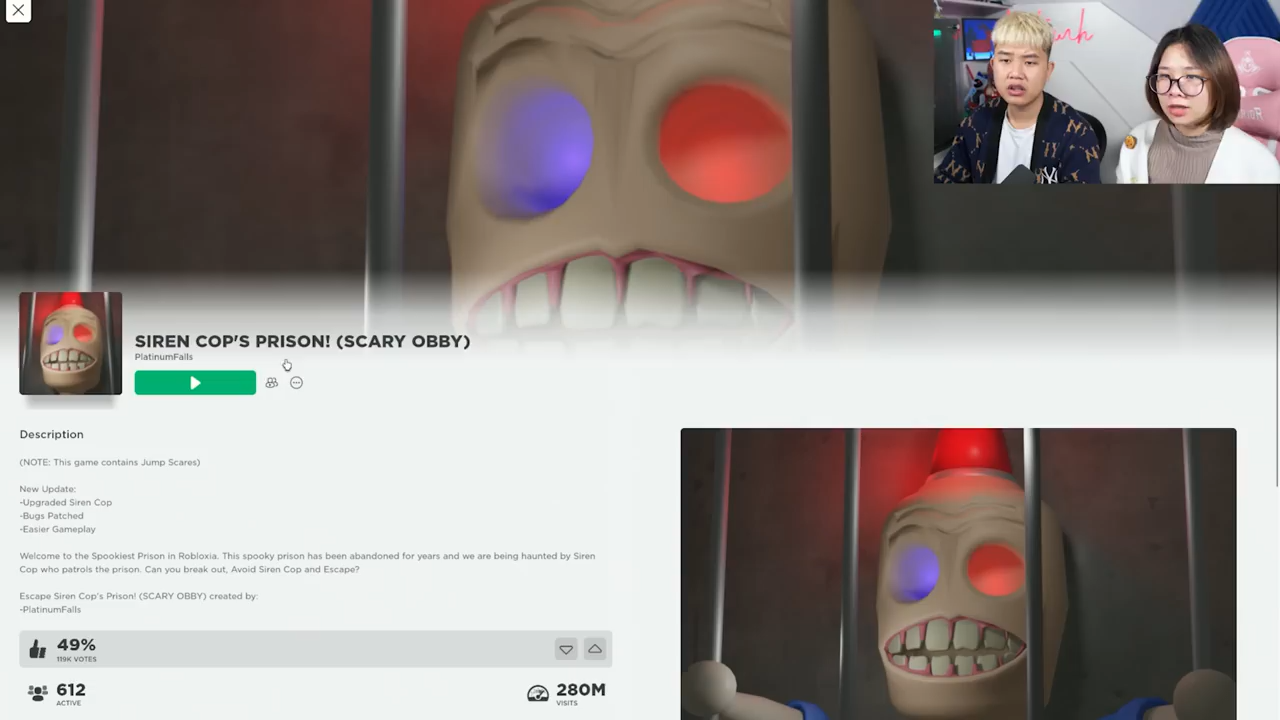 SIREN COP'S PRISON! (SCARY OBBY)
PlatinumFalls
Description
(NOTE: This game contains Jump Scares)
New Update:
-Upgraded Siren Cop
-Bugs Patched
-Easier Gameplay
Welcome to the Spookiest Prison in Robloxia. This spooky prison has been abandoned for years and we are being haunted by Siren
Cop who patrols the prison. Can you break out, Avoid Siren Cop and Escape?
Escape Siren Cop's Prison! (SCARY OBBY) created by:
-PlatinumFalls
49%
119K VOTES
612
ACTIVE
280M
VISITS